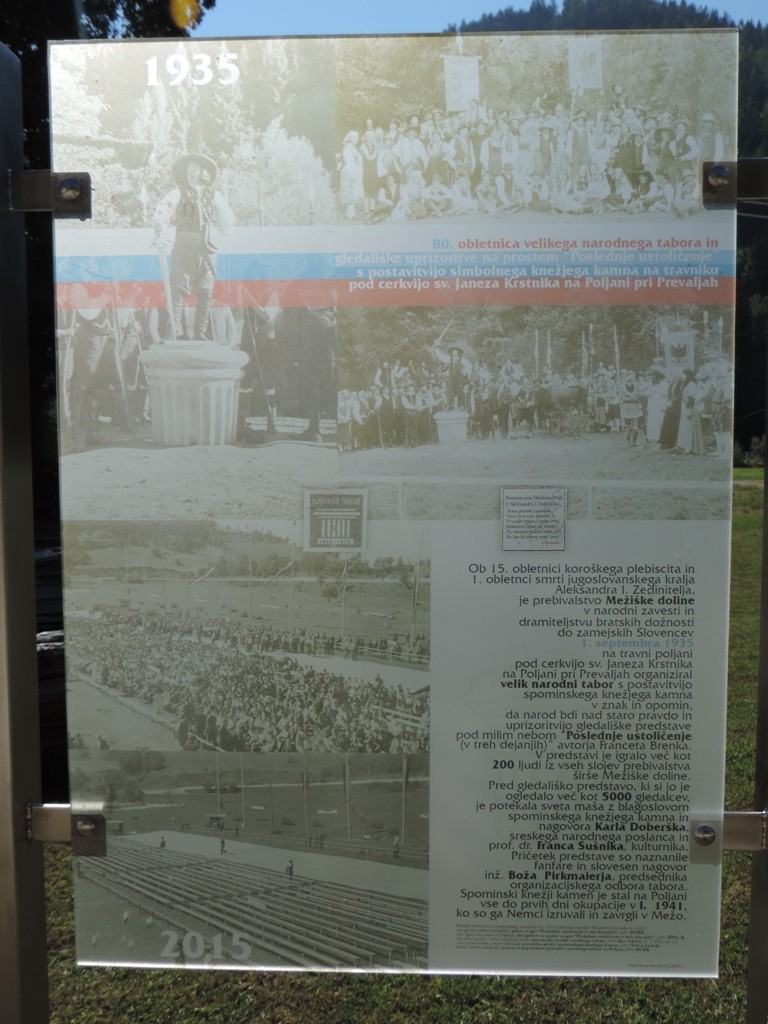 1935
80. obletnica velikega narodnega tabora in
gledališke uprizoritve na prostem "Poslednje ustoličenje"
s postavitvijo simbolnega knežjega kamna na travniku
pod cerkvijo sv. Janeza Krstnika na Poljani pri Prevaljah
Ob 15. obletnici koroškega plebiscita in
1. obletnci smrti jugoslovanskega kralja
Aleksandra I. Zedinitelja,
je prebivalstvo Mežiške doline
v narodni zavesti in
dramiteljstvu bratskih dožnosti
do zamejskih Slovencev
1. septembra 1935
na travni poljani
pod cerkvijo sv. Janeza Krstnika
na Poljani pri Prevaljah organiziral
velik narodni tabor s postavitvijo
spominskega knežjega kamna
v znak in opomin,
da narod bdi nad staro pravdo in
uprizoritvijo gledališke predstave
pod milim nebom "Poslednje ustoličenje
(v treh dejanjih)" avtorja Franceta Brenka.
V predstavi je igralo več kot
200 ljudi iz vseh slojev prebivalstva
širše Mežiške doline.
Pred gledališko predstavo, ki si jo je
ogledalo več kot 5000 gledalcev,
je potekala sveta maša z blagoslovom
spominskega knežjega kamna in
nagovora Karla Doberška,
sreskega narodnega poslanca in
prof. dr. Franca Sušnika, kulturnika.
Pričetek predstave so naznanile
fanfare in slovesen nagovor
inž. Boža Pirkmajerja, predsednika
organizacijskega odbora tabora.
Spominski knežji kamen je stal na Poljani
vse do prvih dni okupacije v l. 1941,
ko so ga Nemci izruvali in zavrgli v Mežo.
2015